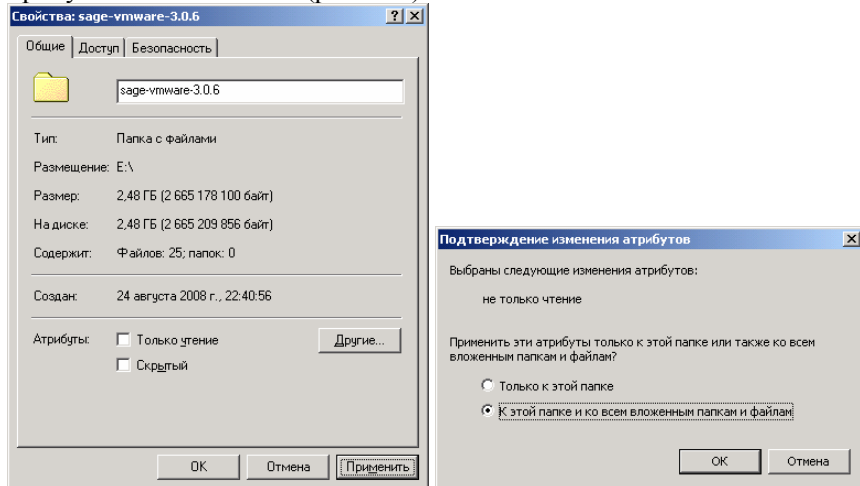 Свойства: sage-vmware-3.0.6
Общие
Доступ
Безопасность
sage-vmware-3.0.6
Тип: Папка с файлами
Размещение: E:\
Размер: 2,48 ГБ (2 665 178 100 байт)
На диске: 2,48 ГБ (2 665 209 856 байт)
Содержит: Файлов: 25; папок: 0
Создан: 24 августа 2008 г., 22:40:56
Атрибуты: Только чтение
Другие...
Скрытый
OK
Отмена
Применить
Подтверждение изменения атрибутов
Выбраны следующие изменения атрибутов:
не только чтение
Применить эти атрибуты только к этой папке или также ко всем
вложенным папкам и файлам?
Только к этой папке
К этой папке и ко всем вложенным папкам и файлам
OK
Отмена